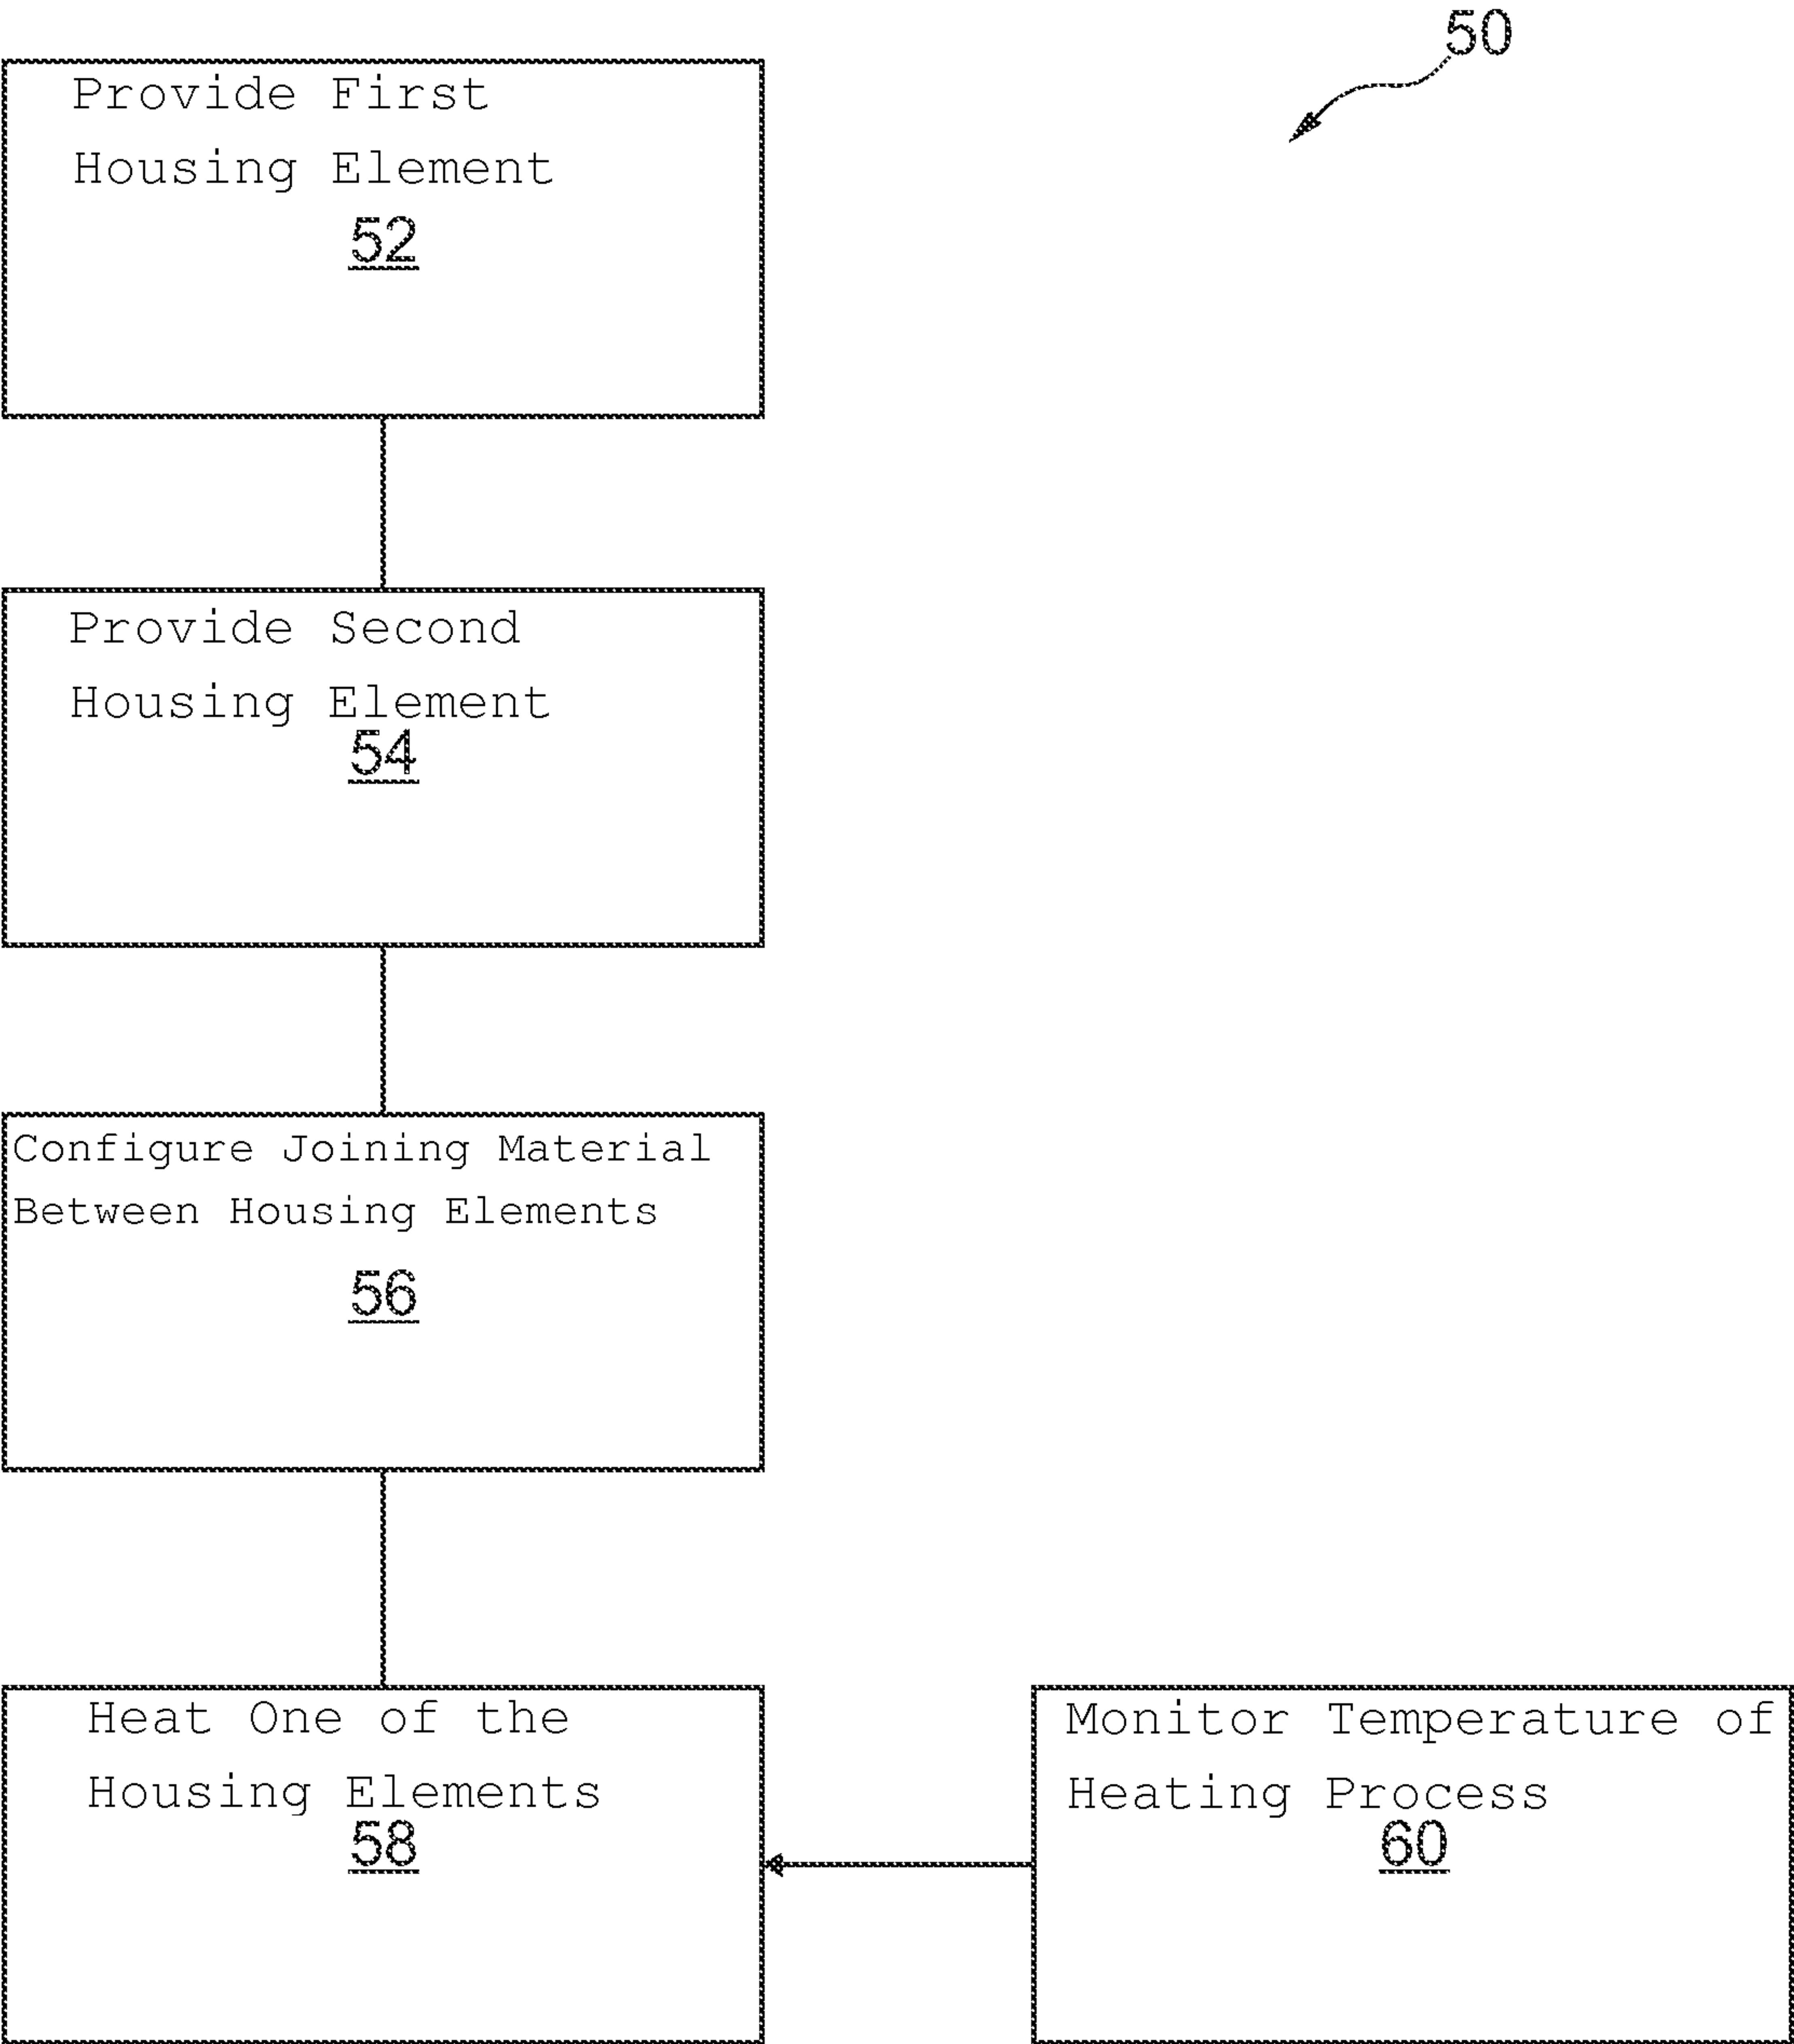 50
Provide First
Housing Element
52
Provide Second
Housing Element
54
Configure Joining Material
Between Housing Elements
56
Heat One of the
Housing Elements
58
Monitor Temperature of
Heating Process
60